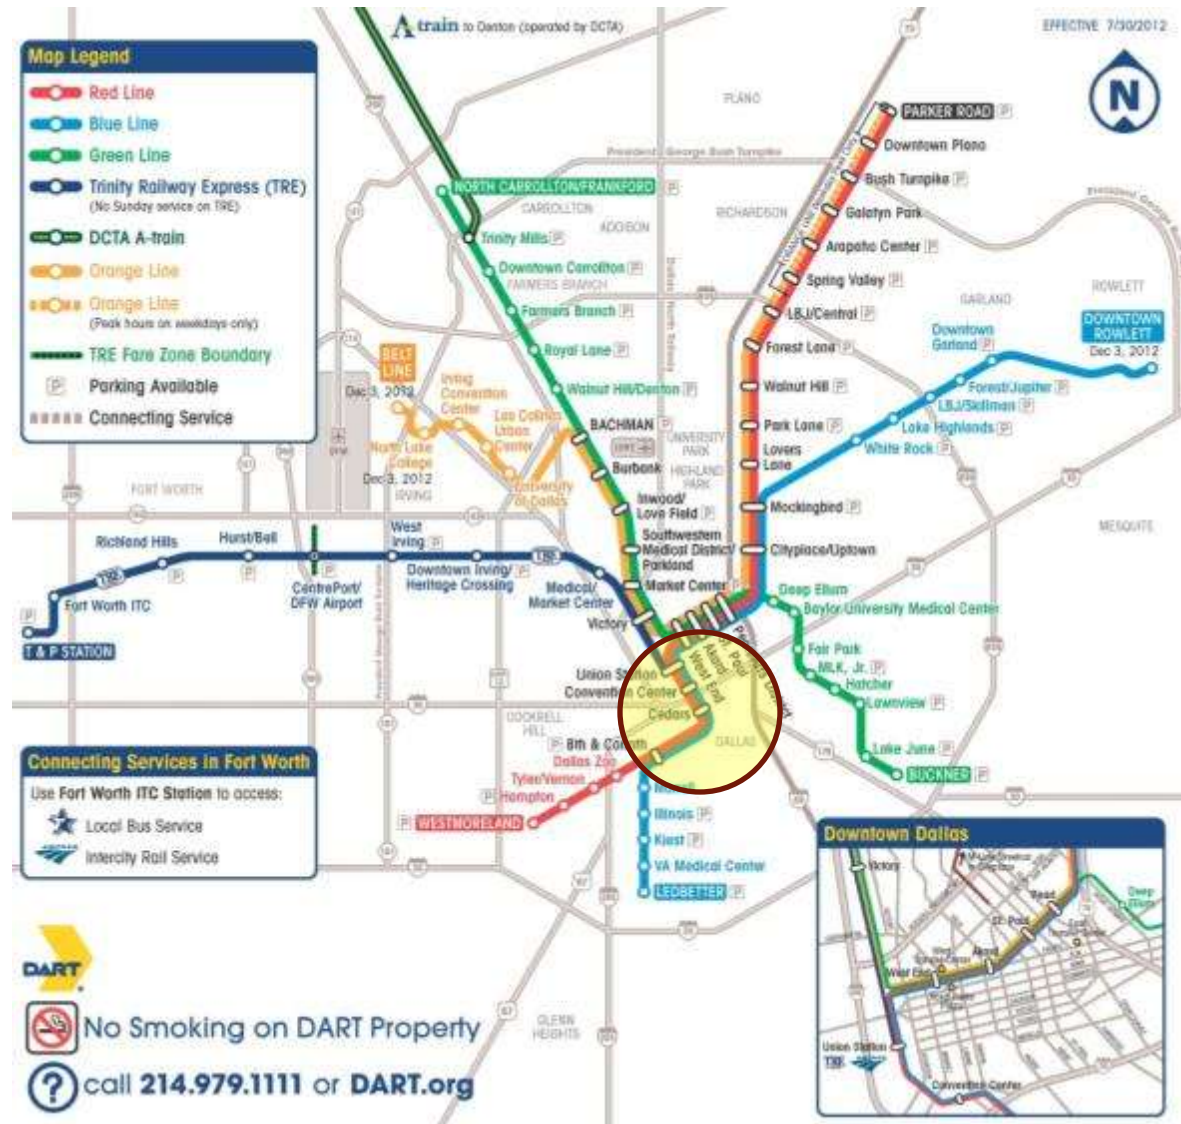 A train to Denton (operated by DCTA)
EFFECTIVE 7/30/2012
N
Map Legend
Red Line
Blue Line
Green Line
Trinity Railway Express (TRE)
(No Sunday service on TRE)
DCTA A-train
Orange Line
Orange Line
(Peak hours on weekdays only)
TRE Fare Zone Boundary
P Parking Available
Connecting Service
PLANO
PARKER ROAD P
Downtown Plano
President George Bush Turnpike
Bush Turnpike P
NORTH CARROLLTON/FRANKFORD P
CARROLLTON
ADDISON
RICHARDSON
Galatyn Park
Trinity Mills P
Arapaho Center P
Downtown Carrollton P
FARMERS BRANCH
Spring Valley P
GARLAND
ROWLETT
Farmers Branch P
LBJ/Central P
DOWNTOWN
ROWLETT
Dec 3, 2012
Downtown
Garland P
Royal Lane P
Forest Lane P
BELT
LINE
Dec 3, 2012
Irving
Convention
Center
Walnut Hill/Denton P
Walnut Hill P
Forest/Jupiter P
LBJ/Skillman P
Las Colinas
Urban
Center
BACHMAN P
Park Lane P
Lake Highlands P
UNIVERSITY
PARK
North Lake
College
Dec 3, 2012
IRVING
Lovers
Lane
White Rock P
Burbank
HIGHLAND
PARK
University
of Dallas
FORT WORTH
Inwood/
Love Field P
Mockingbird P
MESQUITE
Richland Hills
P
Hurst/Bell
P
West
Irving P
Southwestern
Medical District/
Parkland
Cityplace/Uptown
TRE
TRE
CentrePort/
DFW Airport
P
Downtown Irving/
Heritage Crossing
P
Medical/
Market Center
Market Center P
Deep Ellum
Baylor University Medical Center
Fort Worth ITC
P
T & P STATION
Victory
Fair Park
MLK, Jr. P
Hatcher
Lawnview P
St. Paul
Akard
West End
Union Station
Convention Center
Cedars
COCKRELL
HILL
DALLAS
P 8th & Corinth
Lake June P
BUCKNER P
Dallas Zoo
Tyler/Vernon
P Hampton
P WESTMORELAND
Illinois P
Kiest P
VA Medical Center
LEDBETTER P
GLENN
HEIGHTS
Connecting Services in Fort Worth
Use Fort Worth ITC Station to access:
Local Bus Service
Intercity Rail Service
Downtown Dallas
Victory
Deep
Ellum
Pearl
St. Paul
Akard
West End
Union Station
TRE
Convention Center
DART
No Smoking on DART Property
? call 214.979.1111 or DART.org